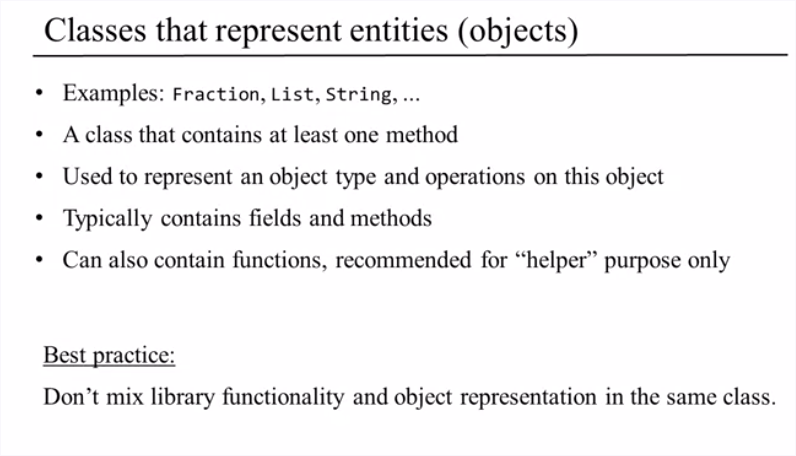 Classes that represent entities (objects)
• Examples: Fraction, List, String, ...
• A class that contains at least one method
• Used to represent an object type and operations on this object
• Typically contains fields and methods
• Can also contain functions, recommended for “helper” purpose only
Best practice:
Don’t mix library functionality and object representation in the same class.